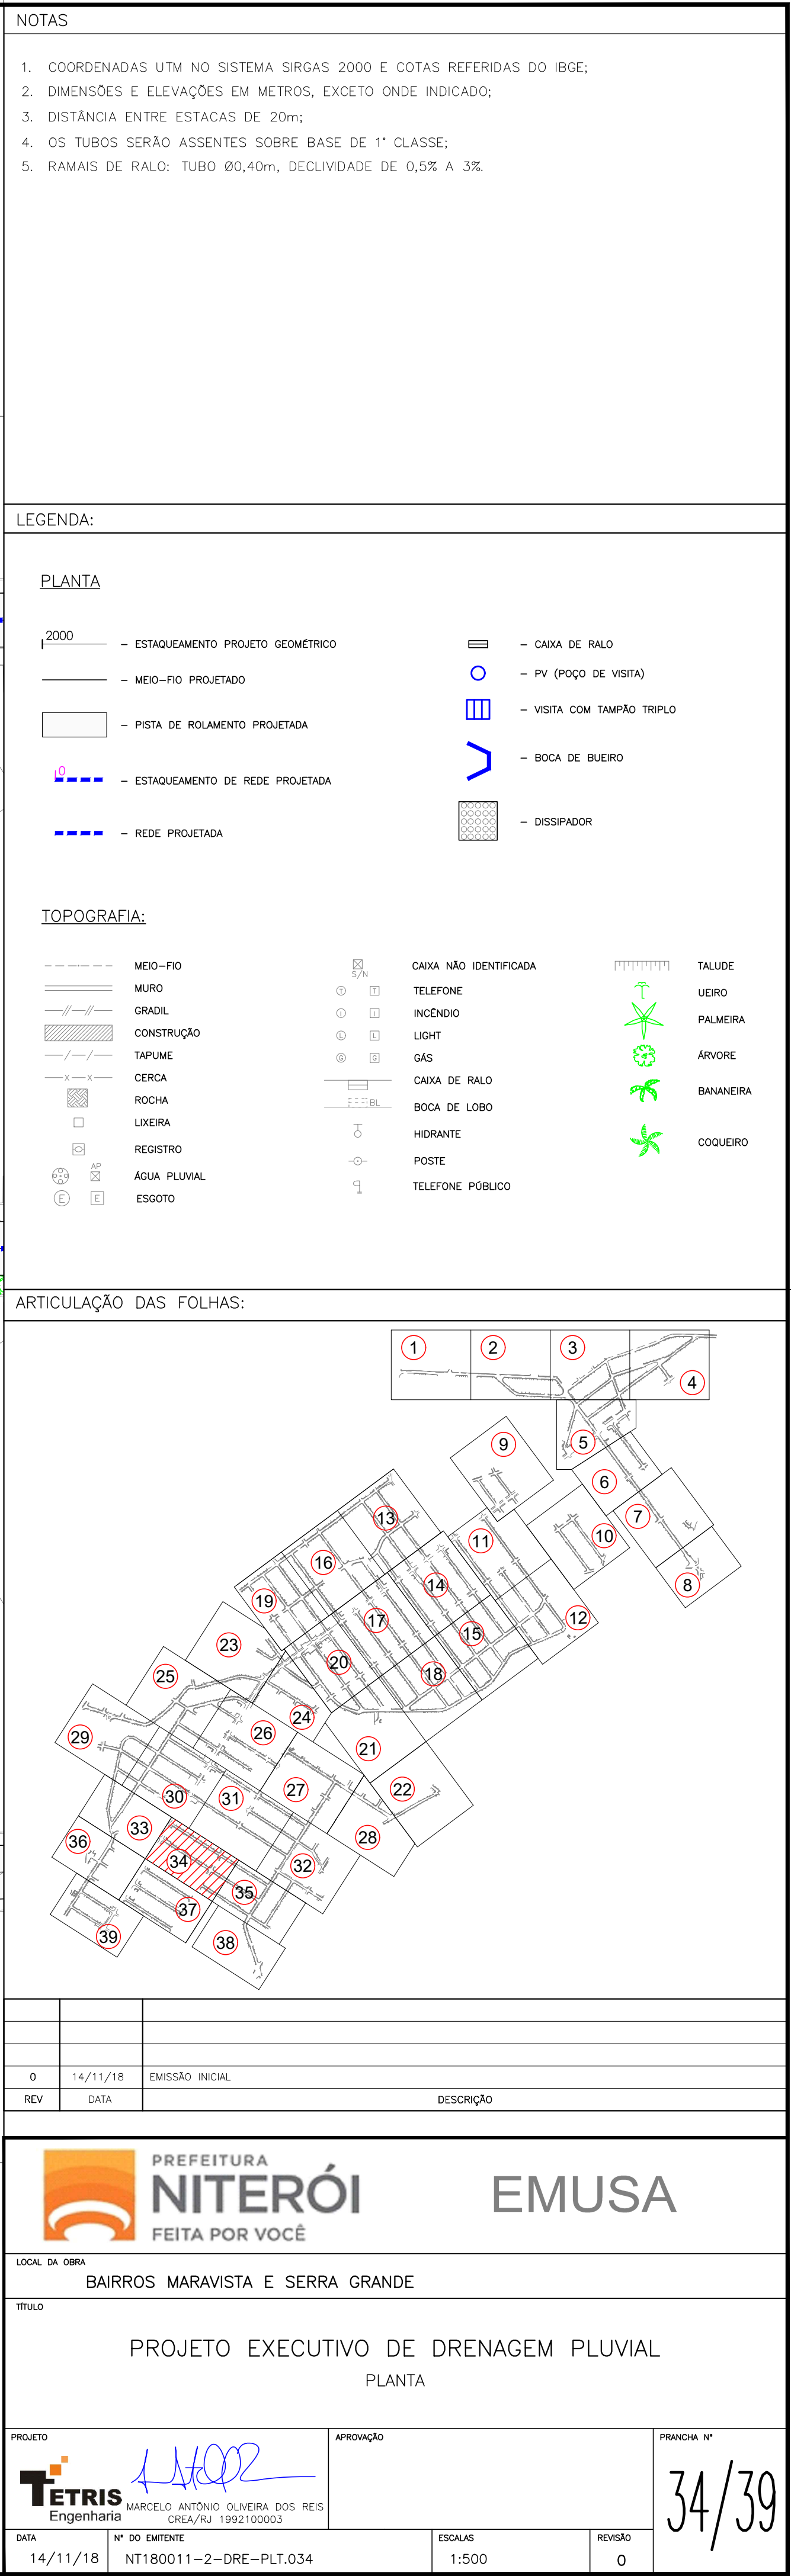 NOTAS
1. COORDENADAS UTM NO SISTEMA SIRGAS 2000 E COTAS REFERIDAS DO IBGE;
2. DIMENSÕES E ELEVAÇÕES EM METROS, EXCETO ONDE INDICADO;
3. DISTÂNCIA ENTRE ESTACAS DE 20m;
4. OS TUBOS SERÃO ASSENTES SOBRE BASE DE 1ª CLASSE;
5. RAMAIS DE RALO: TUBO Ø0,40m, DECLIVIDADE DE 0,5% A 3%.
LEGENDA:
PLANTA
2000 – ESTAQUEAMENTO PROJETO GEOMÉTRICO
– MEIO–FIO PROJETADO
– PISTA DE ROLAMENTO PROJETADA
0 – ESTAQUEAMENTO DE REDE PROJETADA
– REDE PROJETADA
– CAIXA DE RALO
– PV (POÇO DE VISITA)
– VISITA COM TAMPÃO TRIPLO
– BOCA DE BUEIRO
– DISSIPADOR
TOPOGRAFIA:
MEIO–FIO
MURO
GRADIL
CONSTRUÇÃO
TAPUME
CERCA
ROCHA
LIXEIRA
REGISTRO
AP ÁGUA PLUVIAL
E E ESGOTO
S/N CAIXA NÃO IDENTIFICADA
T T TELEFONE
I I INCÊNDIO
L L LIGHT
G G GÁS
CAIXA DE RALO
BL BOCA DE LOBO
HIDRANTE
POSTE
TELEFONE PÚBLICO
TALUDE
UEIRO
PALMEIRA
ÁRVORE
BANANEIRA
COQUEIRO
ARTICULAÇÃO DAS FOLHAS:
1 2 3
4
5
9
6
7
13
10
11
16
14
8
19
12
17
15
23
20
18
25
24
26
29
21
27
22
30
31
33
28
36
34
32
35
37
39
38
0 14/11/18 EMISSÃO INICIAL
REV DATA DESCRIÇÃO
PREFEITURA
NITERÓI
FEITA POR VOCÊ
EMUSA
LOCAL DA OBRA
BAIRROS MARAVISTA E SERRA GRANDE
TÍTULO
PROJETO EXECUTIVO DE DRENAGEM PLUVIAL
PLANTA
PROJETO
TETRIS
Engenharia
MARCELO ANTÔNIO OLIVEIRA DOS REIS
CREA/RJ 1992100003
APROVAÇÃO
PRANCHA N°
34/39
DATA
14/11/18
N° DO EMITENTE
NT180011–2–DRE–PLT.034
ESCALAS
1:500
REVISÃO
0